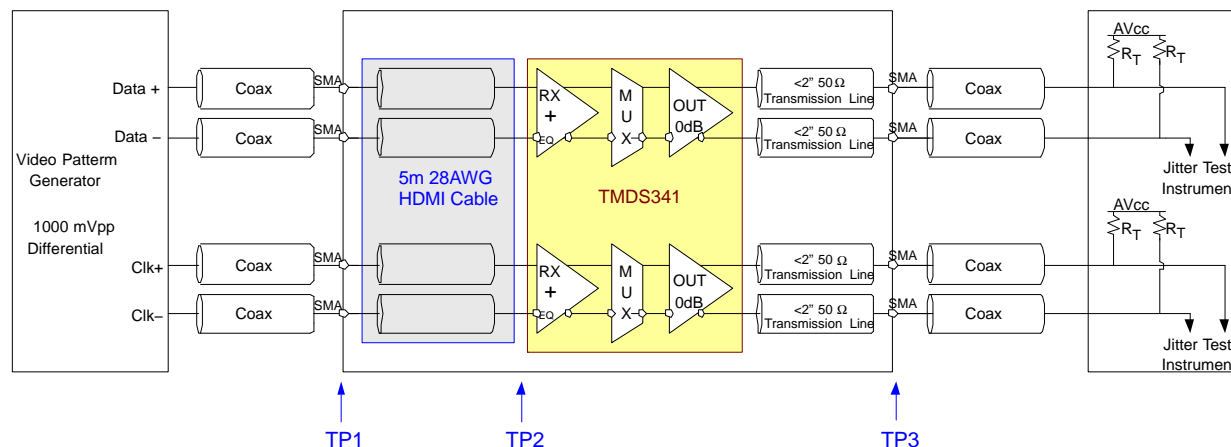 Data +
Data −
Video Patterm
Generator
1000 mVpp
Differential
Clk+
Clk−
Coax
SMA
Coax
SMA
Coax
SMA
Coax
SMA
5m 28AWG
HDMI Cable
RX
+
EQ
M
U
X
OUT
0dB
TMDS341
RX
+
EQ
M
U
X
OUT
0dB
<2" 50 Ω
Transmission Line
<2" 50 Ω
Transmission Line
<2" 50 Ω
Transmission Line
<2" 50 Ω
Transmission Line
SMA
Coax
SMA
Coax
SMA
Coax
SMA
Coax
AVcc
RT
RT
Jitter Test
Instrumen
AVcc
RT
RT
Jitter Test
Instrumen
TP1
TP2
TP3